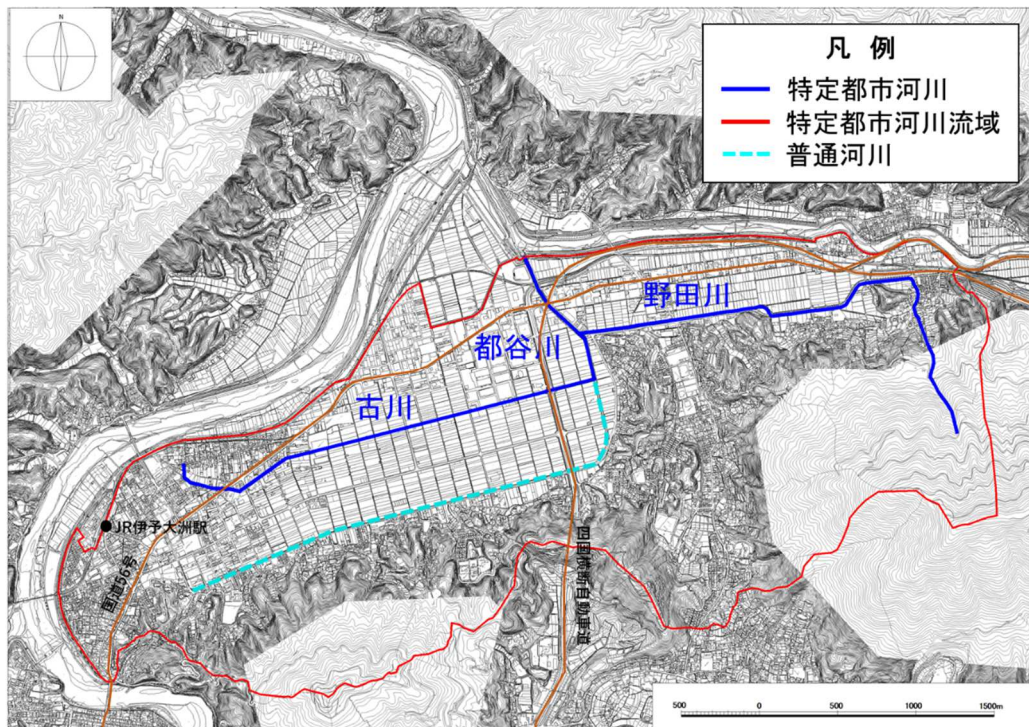 N
凡 例
特定都市河川
特定都市河川流域
普通河川
野田川
都谷川
古川
JR伊予大洲駅
国道56号
四国横断自動車道
500 0 500 1000 1500m